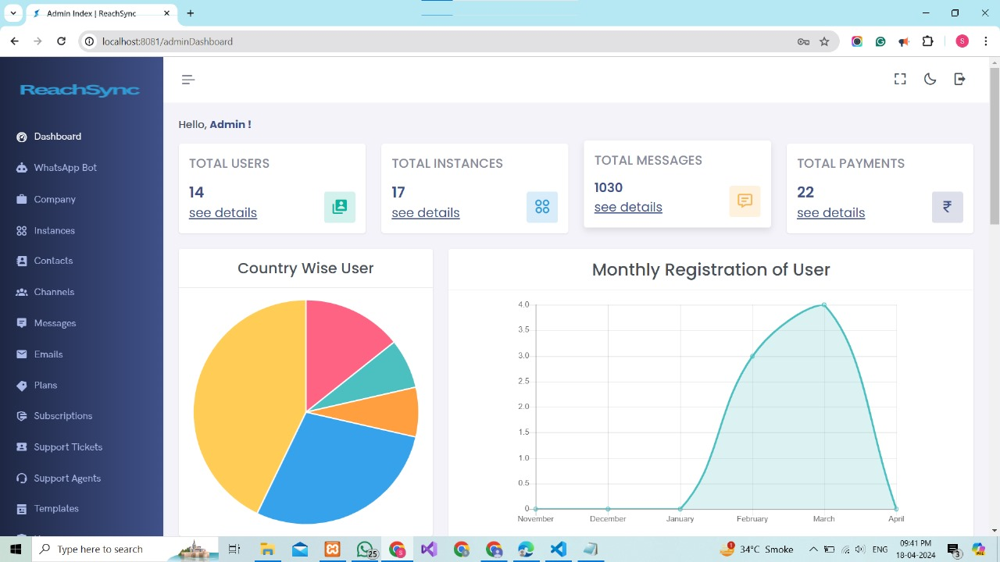 Admin Index | ReachSync
localhost:8081/adminDashboard
S
ReachSync
Dashboard
WhatsApp Bot
Company
Instances
Contacts
Channels
Messages
Emails
Plans
Subscriptions
Support Tickets
Support Agents
Templates
Hello, Admin !
TOTAL USERS
14
see details
TOTAL INSTANCES
17
see details
TOTAL MESSAGES
1030
see details
TOTAL PAYMENTS
22
see details
₹
Country Wise User
Monthly Registration of User
4.0
3.5
3.0
2.5
2.0
1.5
1.0
0.5
0
November December January February March April
Type here to search
25
S
1
34°C Smoke
ENG
09:41 PM
18-04-2024
3